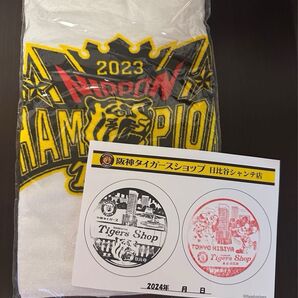 2023
NIPPON
CHAMPION
阪神タイガースショップ 日比谷シャンテ店
Tigers Shop
TOKYO HIBIYA
Tigers Shop
2024年 月 日